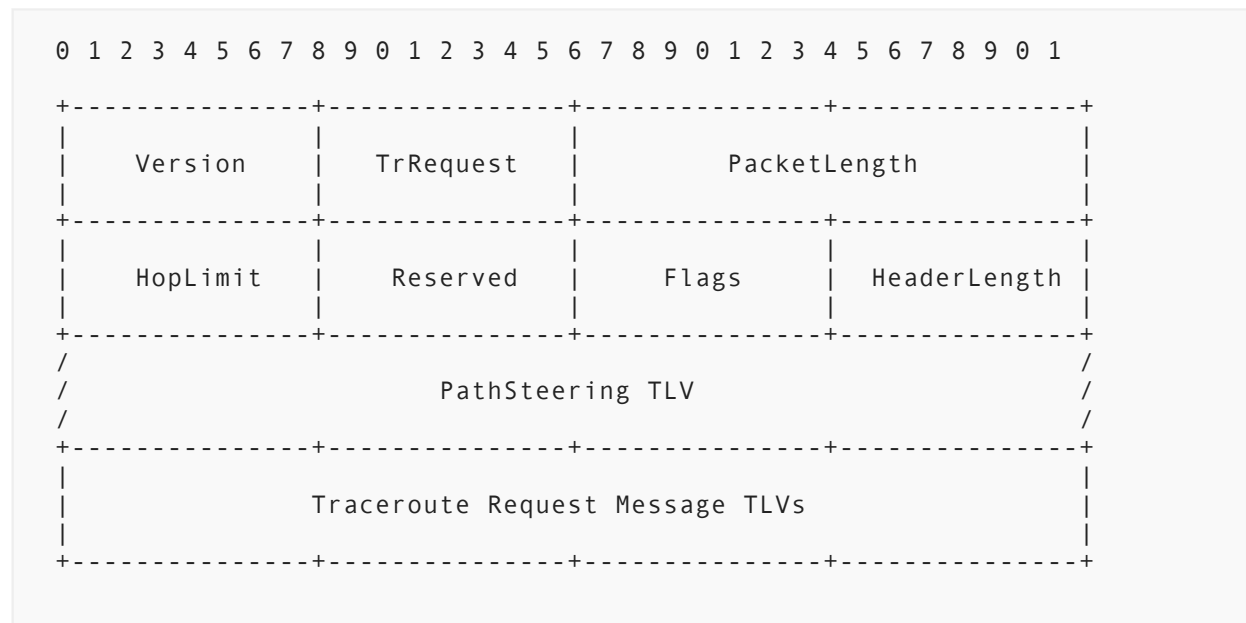 0 1 2 3 4 5 6 7 8 9 0 1 2 3 4 5 6 7 8 9 0 1 2 3 4 5 6 7 8 9 0 1
+---------------+---------------+---------------+---------------+
|               |               |                               |
|    Version    |   TrRequest   |         PacketLength          |
|               |               |                               |
+---------------+---------------+---------------+---------------+
|               |               |               |               |
|    HopLimit   |    Reserved   |     Flags     |  HeaderLength |
|               |               |               |               |
+---------------+---------------+---------------+---------------+
/                                                               /
/                       PathSteering TLV                        /
/                                                               /
+---------------+---------------+---------------+---------------+
|                                                               |
|               Traceroute Request Message TLVs                 |
|                                                               |
+---------------+---------------+---------------+---------------+